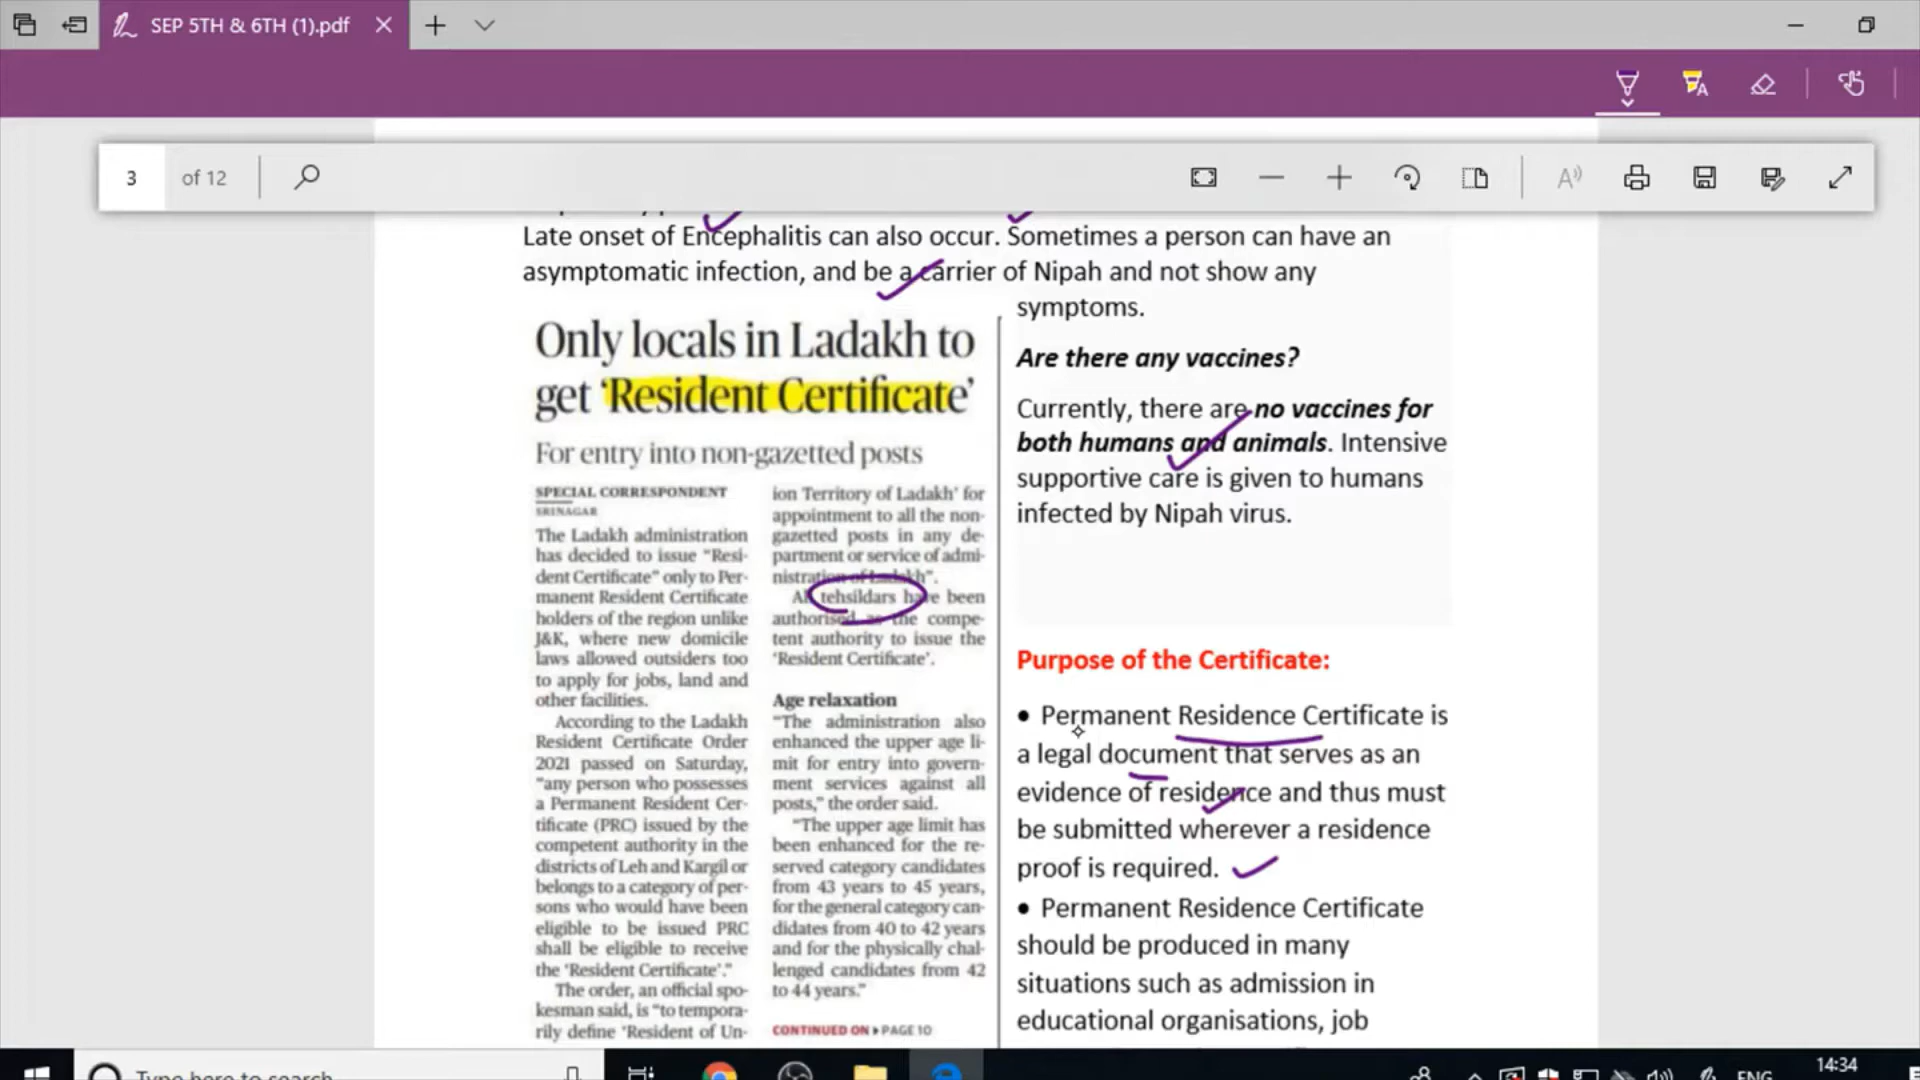 SEP 5TH & 6TH (1).pdf
3 of 12
Late onset of Encephalitis can also occur. Sometimes a person can have an
asymptomatic infection, and be a carrier of Nipah and not show any
symptoms.
Only locals in Ladakh to
get ‘Resident Certificate’
For entry into non-gazetted posts
SPECIAL CORRESPONDENT
SRINAGAR
The Ladakh administration
has decided to issue “Resi-
dent Certificate” only to Per-
manent Resident Certificate
holders of the region unlike
J&K, where new domicile
laws allowed outsiders too
to apply for jobs, land and
other facilities.
According to the Ladakh
Resident Certificate Order
2021 passed on Saturday,
“any person who possesses
a Permanent Resident Cer-
tificate (PRC) issued by the
competent authority in the
districts of Leh and Kargil or
belongs to a category of per-
sons who would have been
eligible to be issued PRC
shall be eligible to receive
the ‘Resident Certificate’.”
The order, an official spo-
kesman said, is “to tempora-
rily define ‘Resident of Un-
ion Territory of Ladakh’ for
appointment to all the non-
gazetted posts in any de-
partment or service of admi-
nistration of Ladakh”.
All tehsildars have been
authorised as the compe-
tent authority to issue the
‘Resident Certificate’.
Age relaxation
“The administration also
enhanced the upper age li-
mit for entry into govern-
ment services against all
posts,” the order said.
“The upper age limit has
been enhanced for the re-
served category candidates
from 43 years to 45 years,
for the general category can-
didates from 40 to 42 years
and for the physically chal-
lenged candidates from 42
to 44 years.”
CONTINUED ON PAGE 10
Are there any vaccines?
Currently, there are no vaccines for
both humans and animals. Intensive
supportive care is given to humans
infected by Nipah virus.
Purpose of the Certificate:
• Permanent Residence Certificate is
a legal document that serves as an
evidence of residence and thus must
be submitted wherever a residence
proof is required.
• Permanent Residence Certificate
should be produced in many
situations such as admission in
educational organisations, job
Type here to search
ENG
14:34